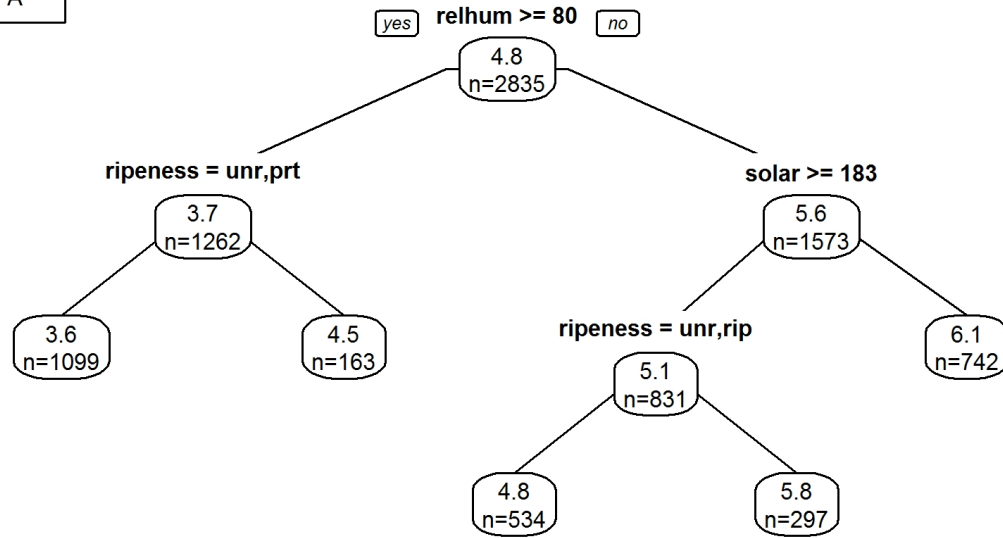 A
yes relhum >= 80 no
4.8
n=2835
ripeness = unr,prt
solar >= 183
3.7
n=1262
5.6
n=1573
3.6
n=1099
4.5
n=163
ripeness = unr,rip
6.1
n=742
5.1
n=831
4.8
n=534
5.8
n=297